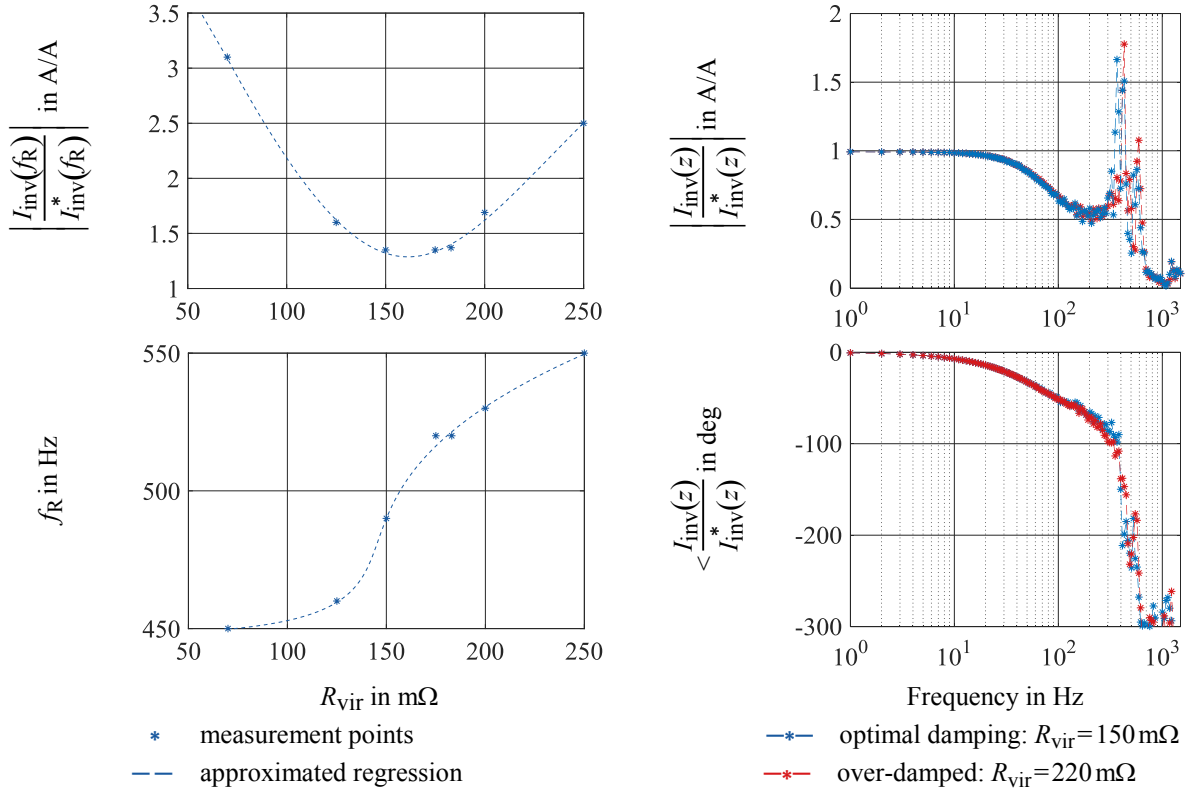 |I_inv(f_R) / I*_inv(f_R)| in A/A
3.5
3
2.5
2
1.5
1
50 100 150 200 250
f_R in Hz
550
500
450
50 100 150 200 250
R_vir in mΩ
* measurement points
— — approximated regression
|I_inv(z) / I*_inv(z)| in A/A
2
1.5
1
0.5
0
10^0 10^1 10^2 10^3
< I_inv(z) / I*_inv(z) in deg
0
-100
-200
-300
10^0 10^1 10^2 10^3
Frequency in Hz
—*— optimal damping: R_vir=150 mΩ
—*— over-damped: R_vir=220 mΩ